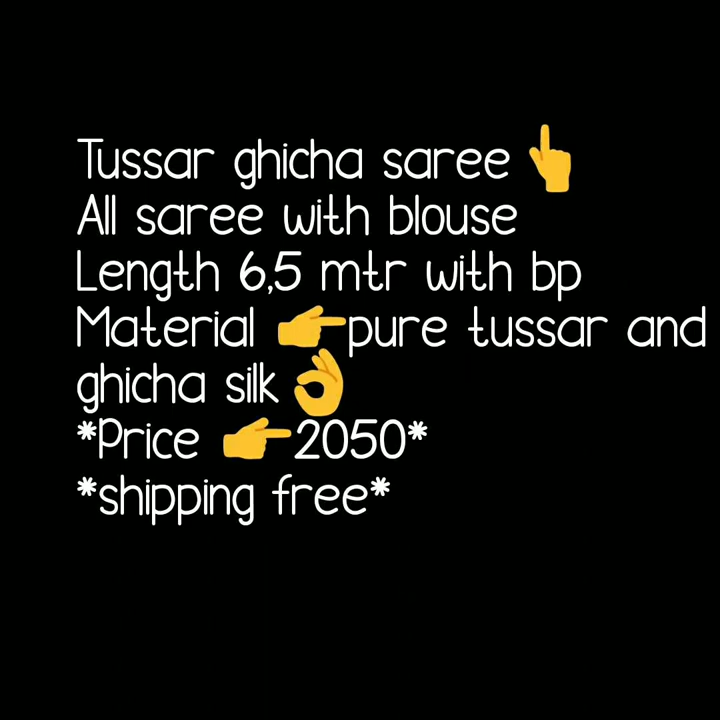 Tussar ghicha saree 👆
All saree with blouse
Length 6,5 mtr with bp
Material 👉pure tussar and
ghicha silk 👌
*Price 👉2050*
*shipping free*